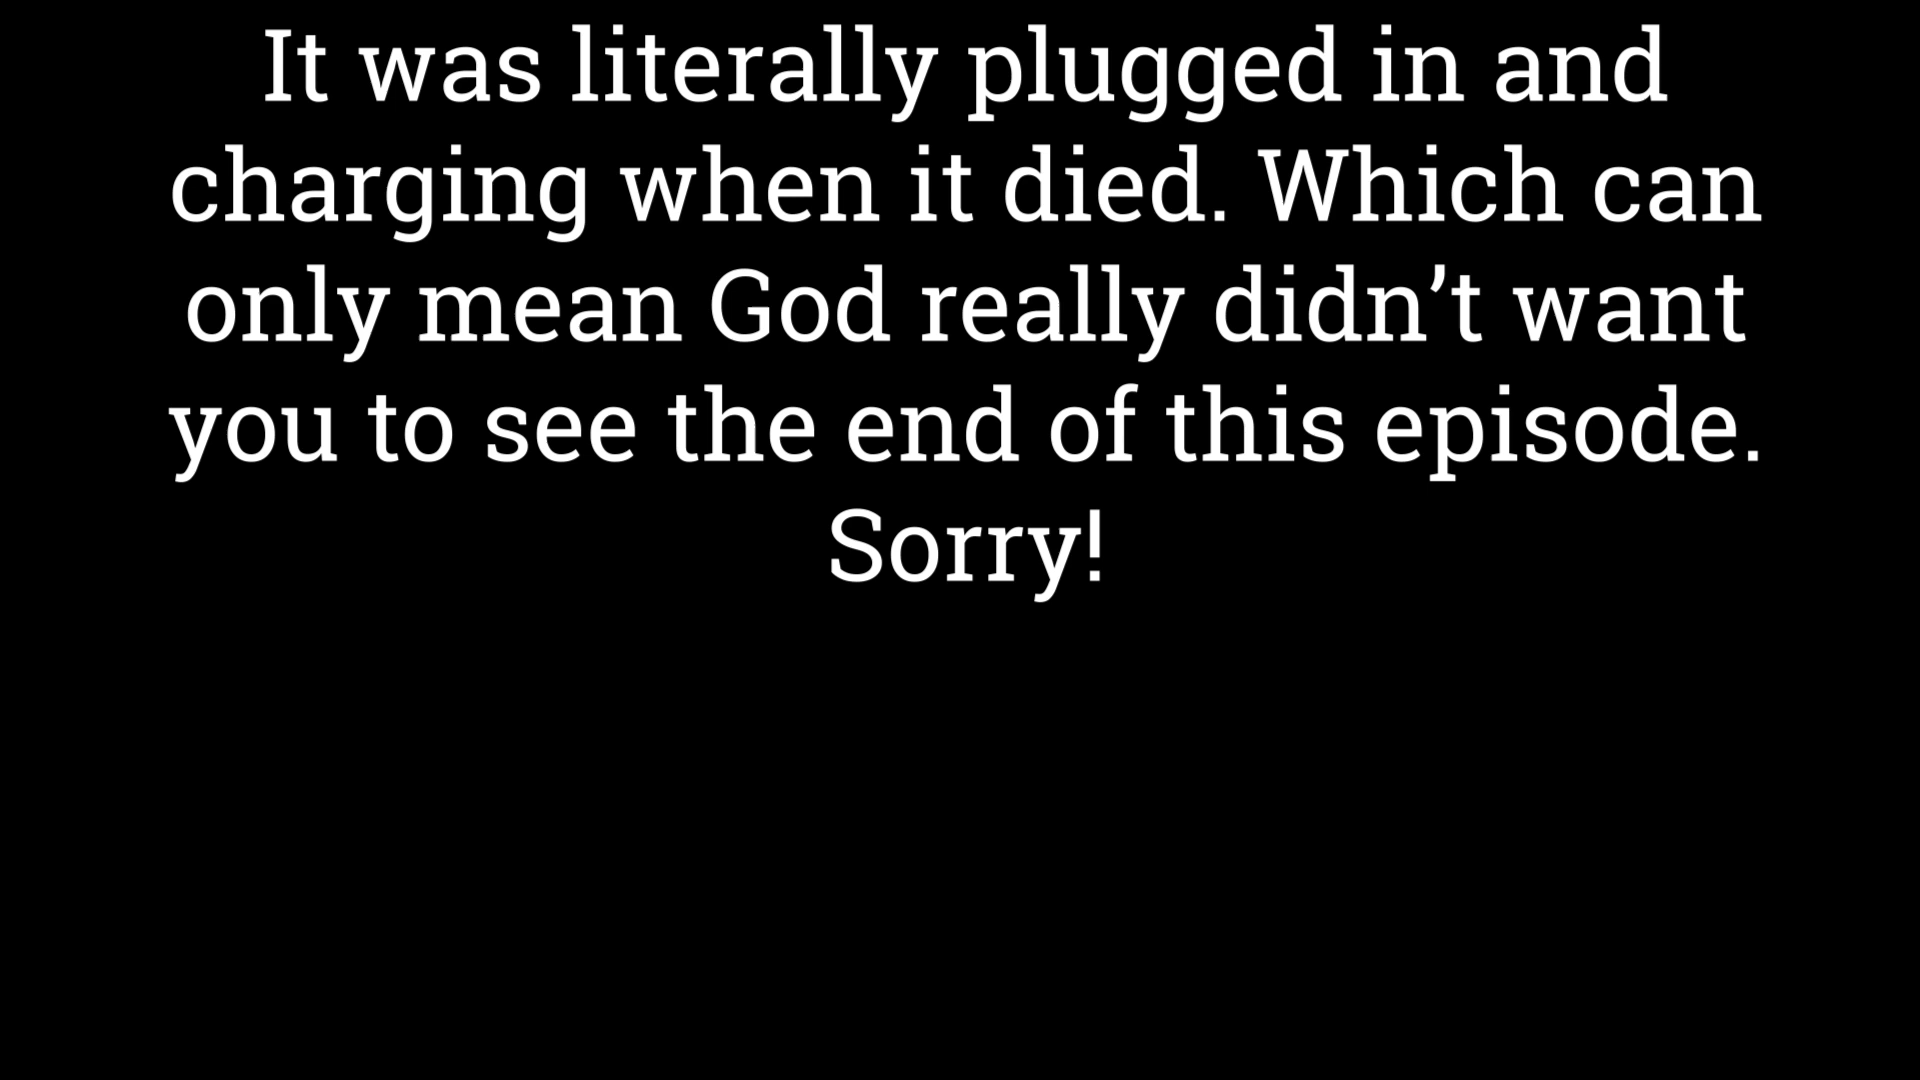 It was literally plugged in and
charging when it died. Which can
only mean God really didn’t want
you to see the end of this episode.
Sorry!